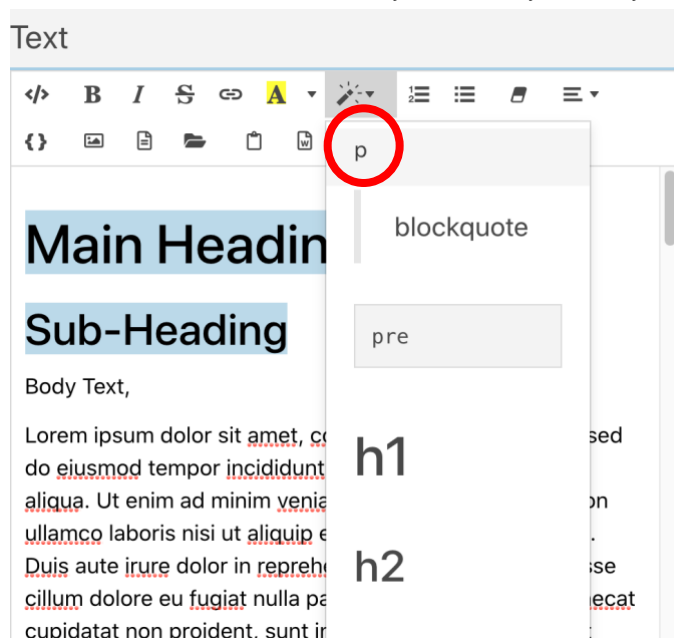 Text
</> B I S A
{} W
p
blockquote
pre
h1
h2
Main Headin
Sub-Heading
Body Text,
Lorem ipsum dolor sit amet, co sed
do eiusmod tempor incididunt
aliqua. Ut enim ad minim venia on
ullamco laboris nisi ut aliquip e .
Duis aute irure dolor in reprehe sse
cillum dolore eu fugiat nulla pa ecat
cupidatat non proident, sunt in